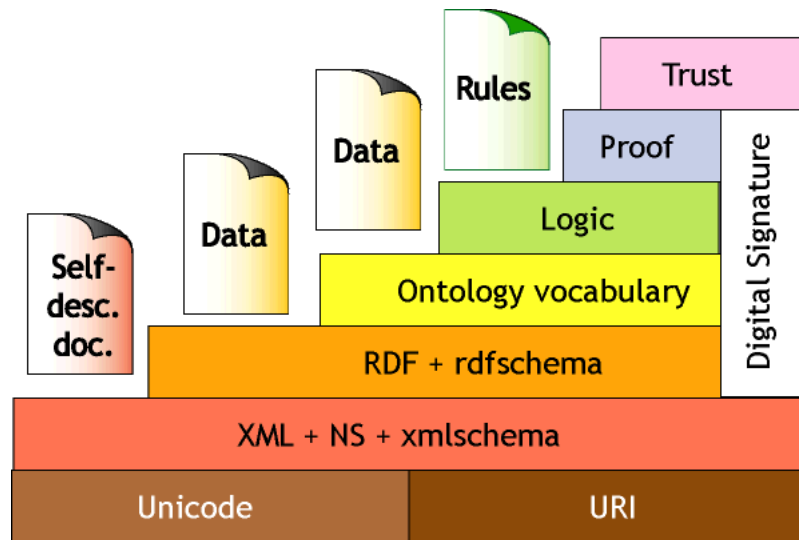 Rules
Trust
Data
Proof
Data
Logic
Self-
desc.
doc.
Ontology vocabulary
Digital Signature
RDF + rdfschema
XML + NS + xmlschema
Unicode
URI